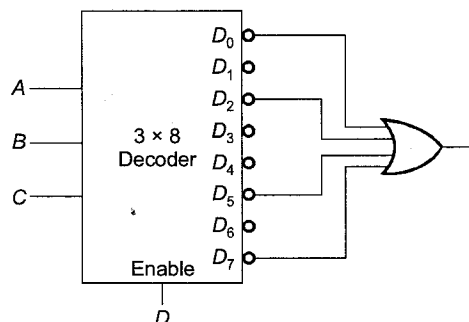 D₀
D₁
A
D₂
3 × 8
D₃
B
Decoder
D₄
C
D₅
D₆
D₇
Enable
D